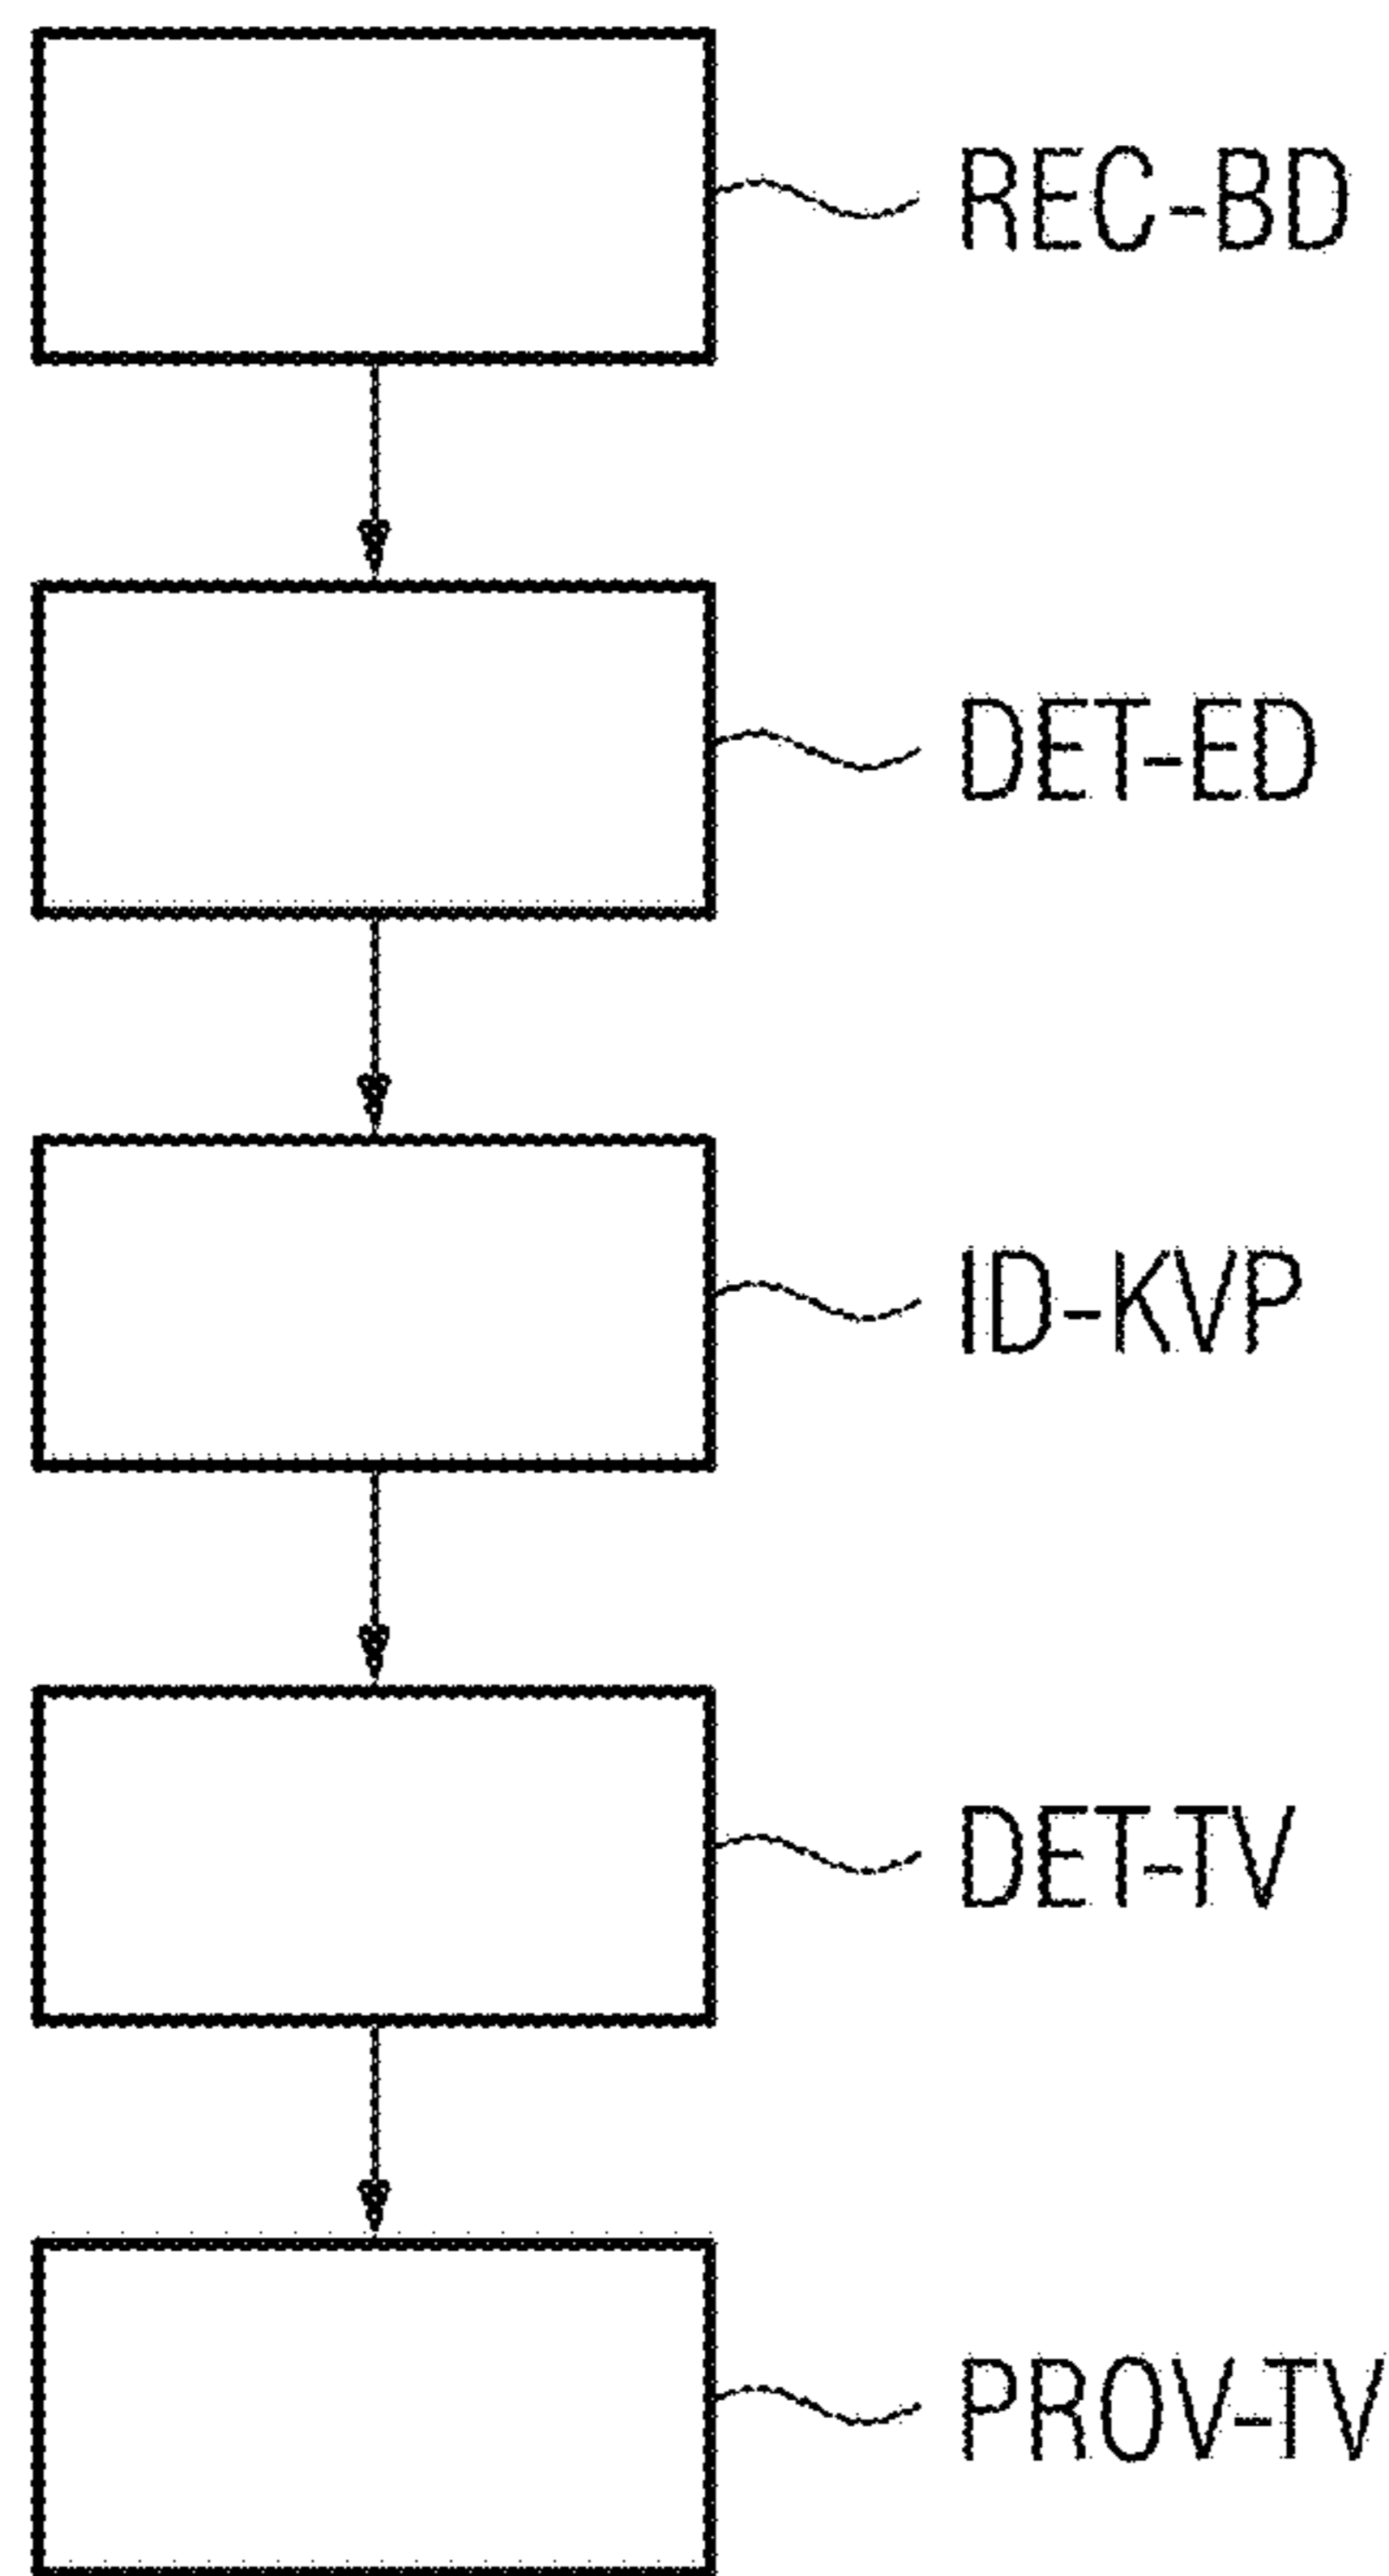 REC-BD
DET-ED
ID-KVP
DET-TV
PROV-TV